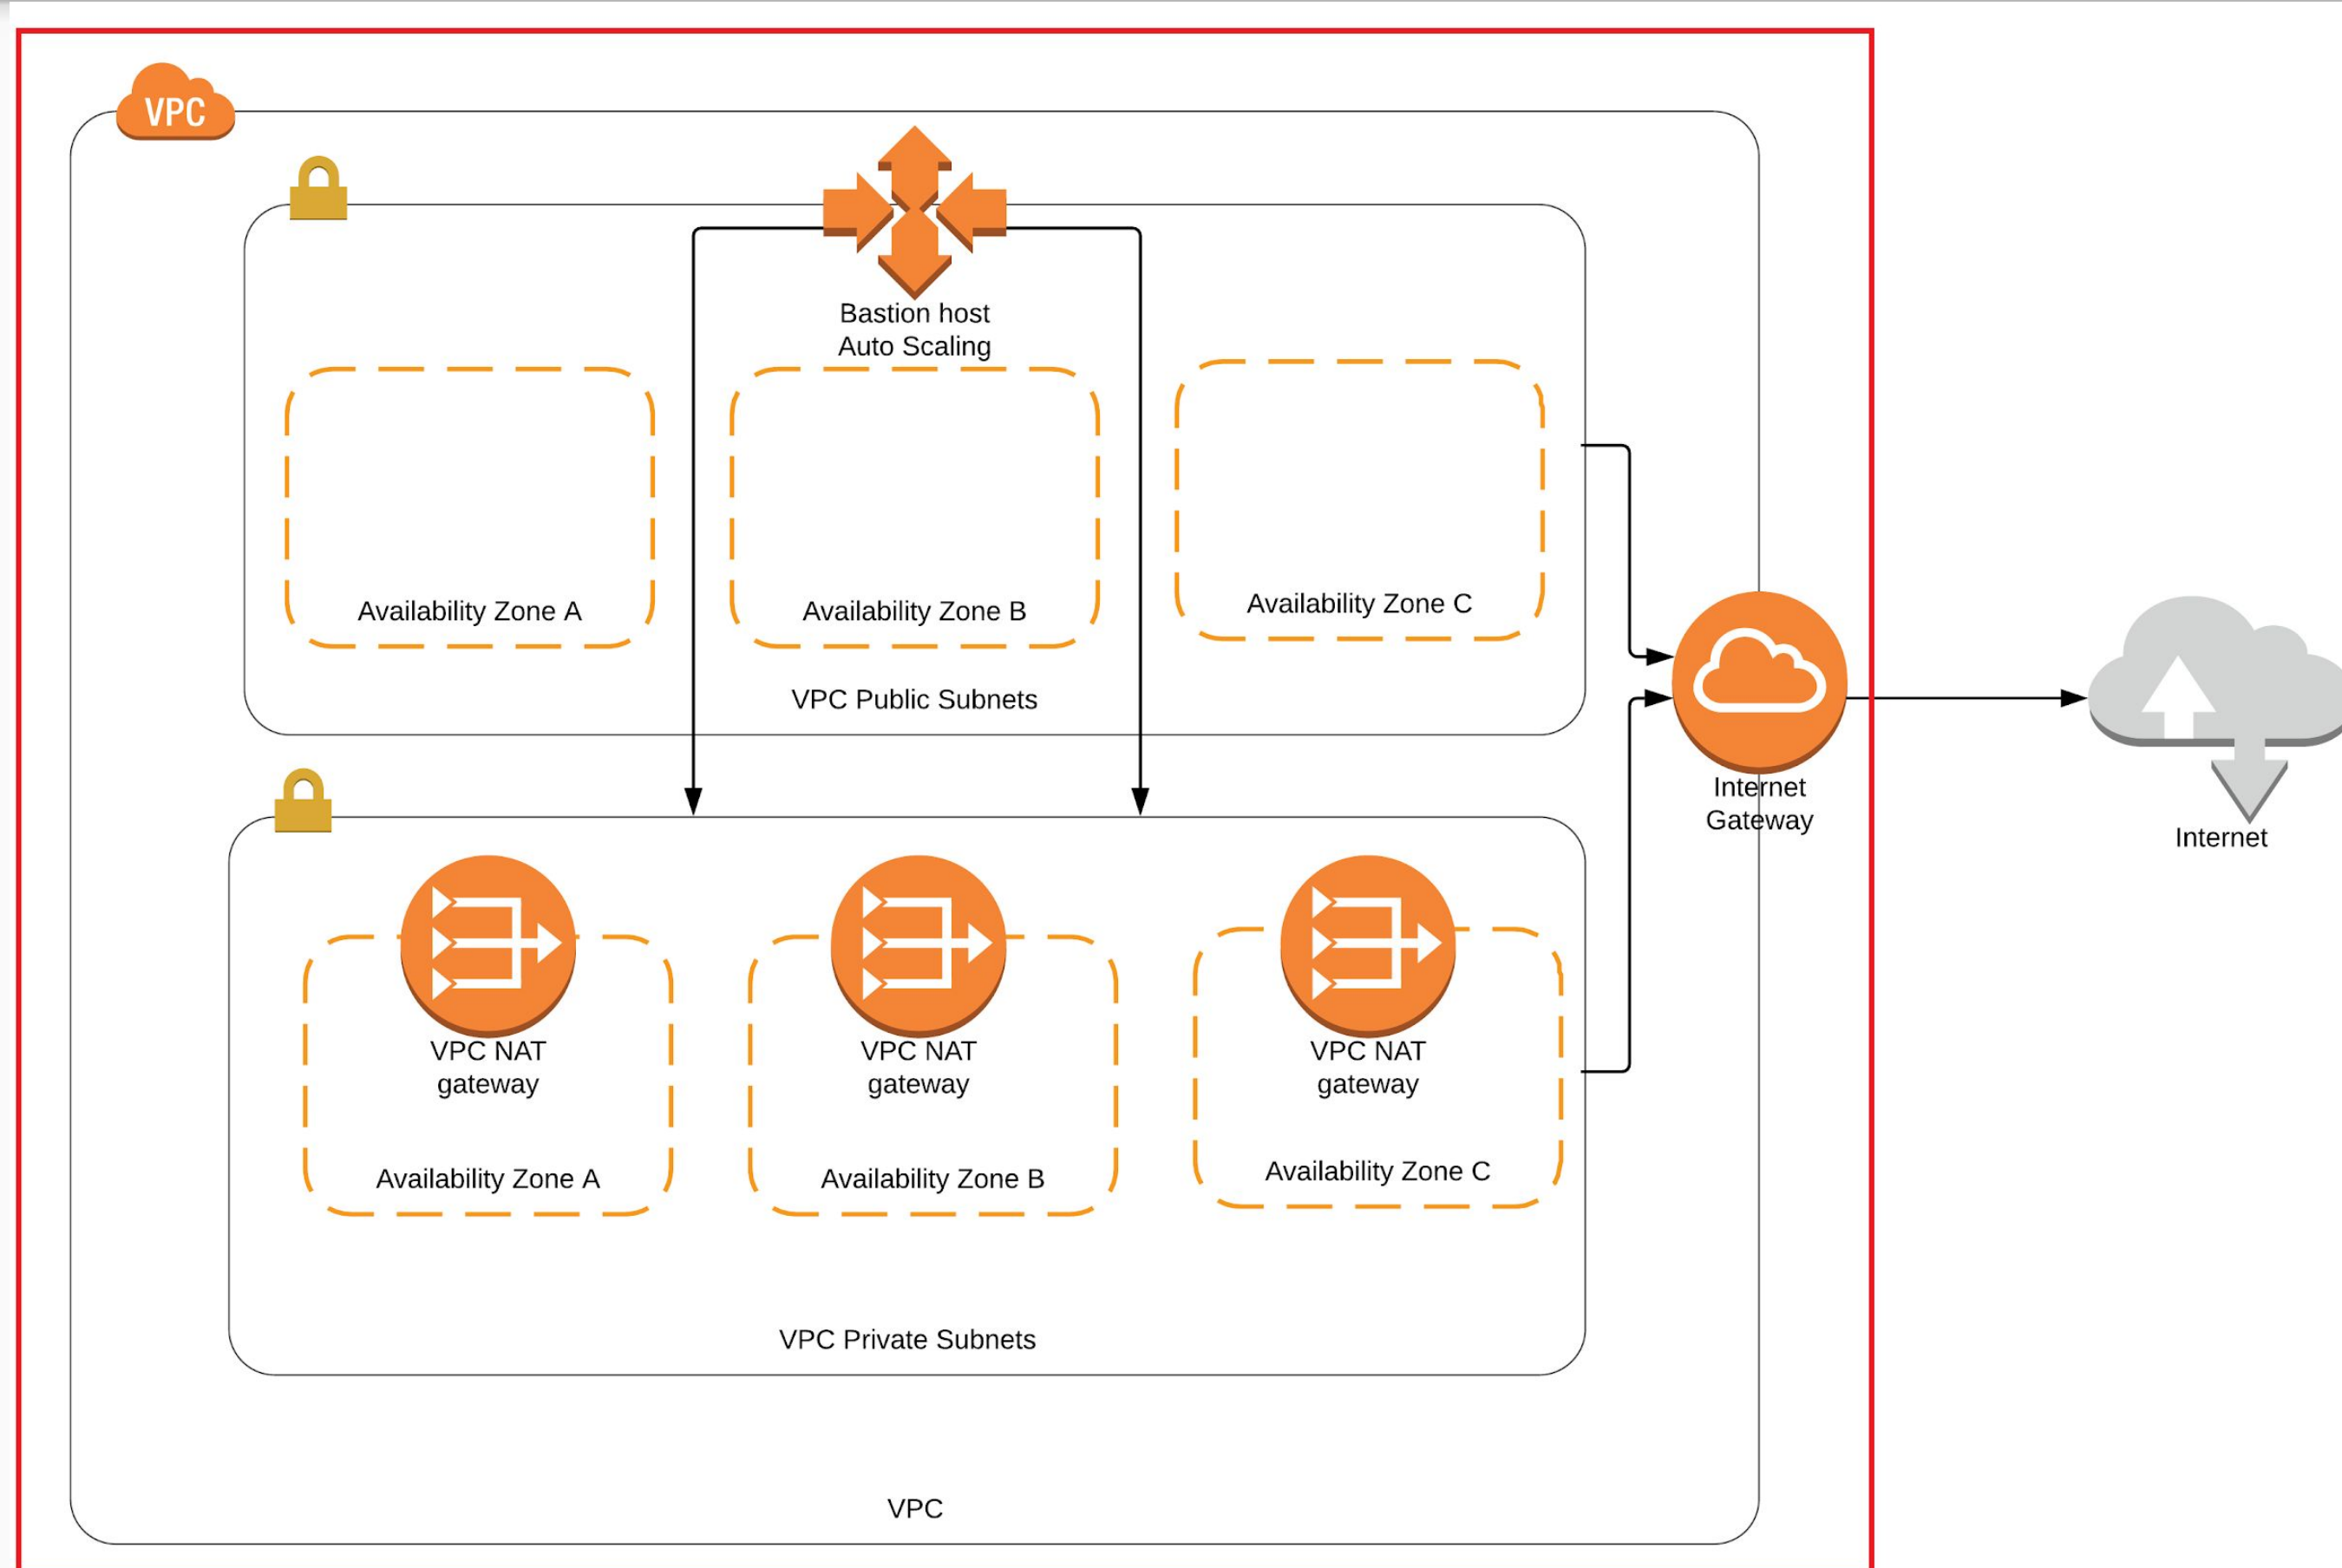 VPC
Bastion host
Auto Scaling
Availability Zone A
Availability Zone B
Availability Zone C
VPC Public Subnets
Internet
Gateway
Internet
VPC NAT
gateway
VPC NAT
gateway
VPC NAT
gateway
Availability Zone A
Availability Zone B
Availability Zone C
VPC Private Subnets
VPC